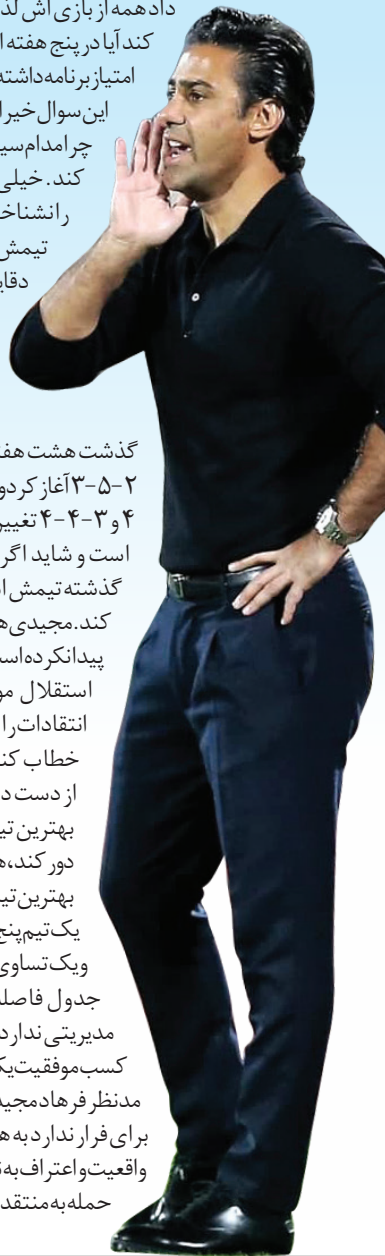 داد همه از بازی اش لذ
کند آیا در پنج هفته ا
امتیاز برنامه داشته
این سوال خیر ا
چرا مدام سی
کند. خیلی
را نشناخ
تیمش
دقای
گذشت هشت هف
۳-۵-۲ آغاز کرد و
۴ و ۳-۴-۴ تغییر
است و شاید اگر
گذشته تیمش ا
کند. مجیدی ه
پیدا نکرده اس
استقلال مو
انتقادات را
خطاب کن
از دست د
بهترین تی
دور کند، ه
بهترین تی
یک تیم پنج
و یک تساوی
جدول فاصل
مدیریتی ندارد
کسب موفقیت یک
مدنظر فرهاد مجید
برای فرار ندارد به ه
واقعیت و اعتراف به
حمله به منتقد